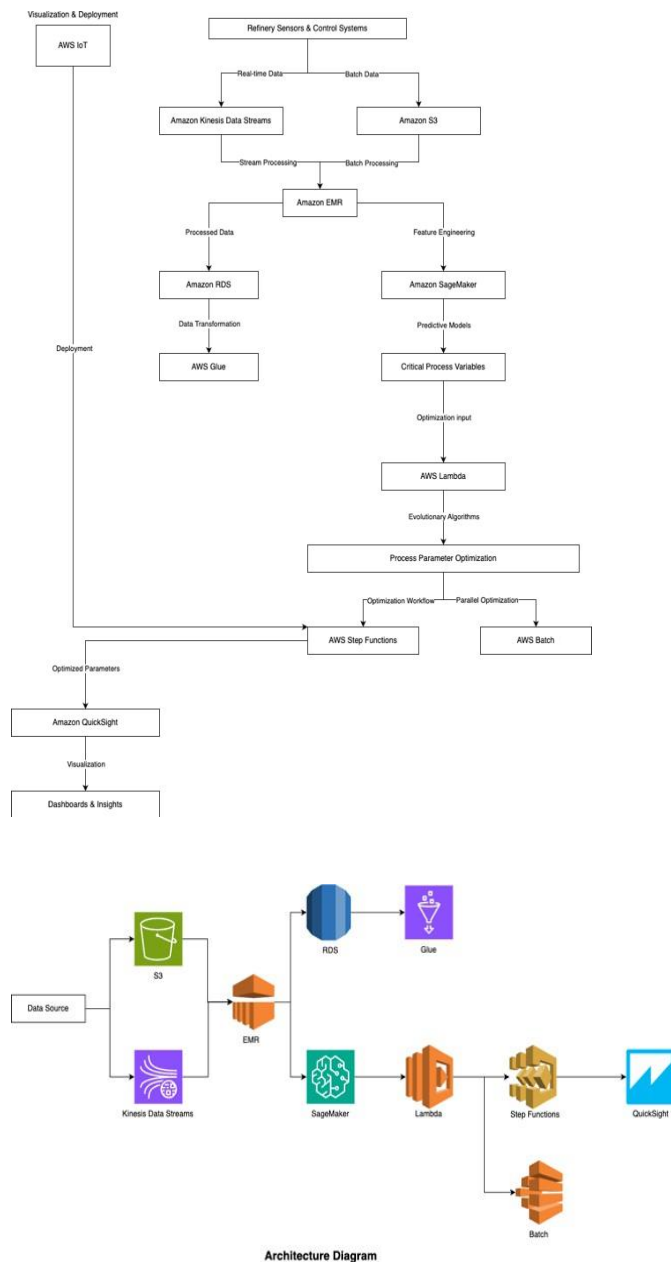 Visualization & Deployment
AWS IoT
Refinery Sensors & Control Systems
Real-time Data
Batch Data
Amazon Kinesis Data Streams
Amazon S3
Stream Processing
Batch Processing
Amazon EMR
Processed Data
Feature Engineering
Amazon RDS
Amazon SageMaker
Data Transformation
Predictive Models
Deployment
AWS Glue
Critical Process Variables
Optimization input
AWS Lambda
Evolutionary Algorithms
Process Parameter Optimization
Optimization Workflow
Parallel Optimization
AWS Step Functions
AWS Batch
Optimized Parameters
Amazon QuickSight
Visualization
Dashboards & Insights
S3
RDS
Glue
Data Source
EMR
Kinesis Data Streams
SageMaker
Lambda
Step Functions
QuickSight
Batch
Architecture Diagram